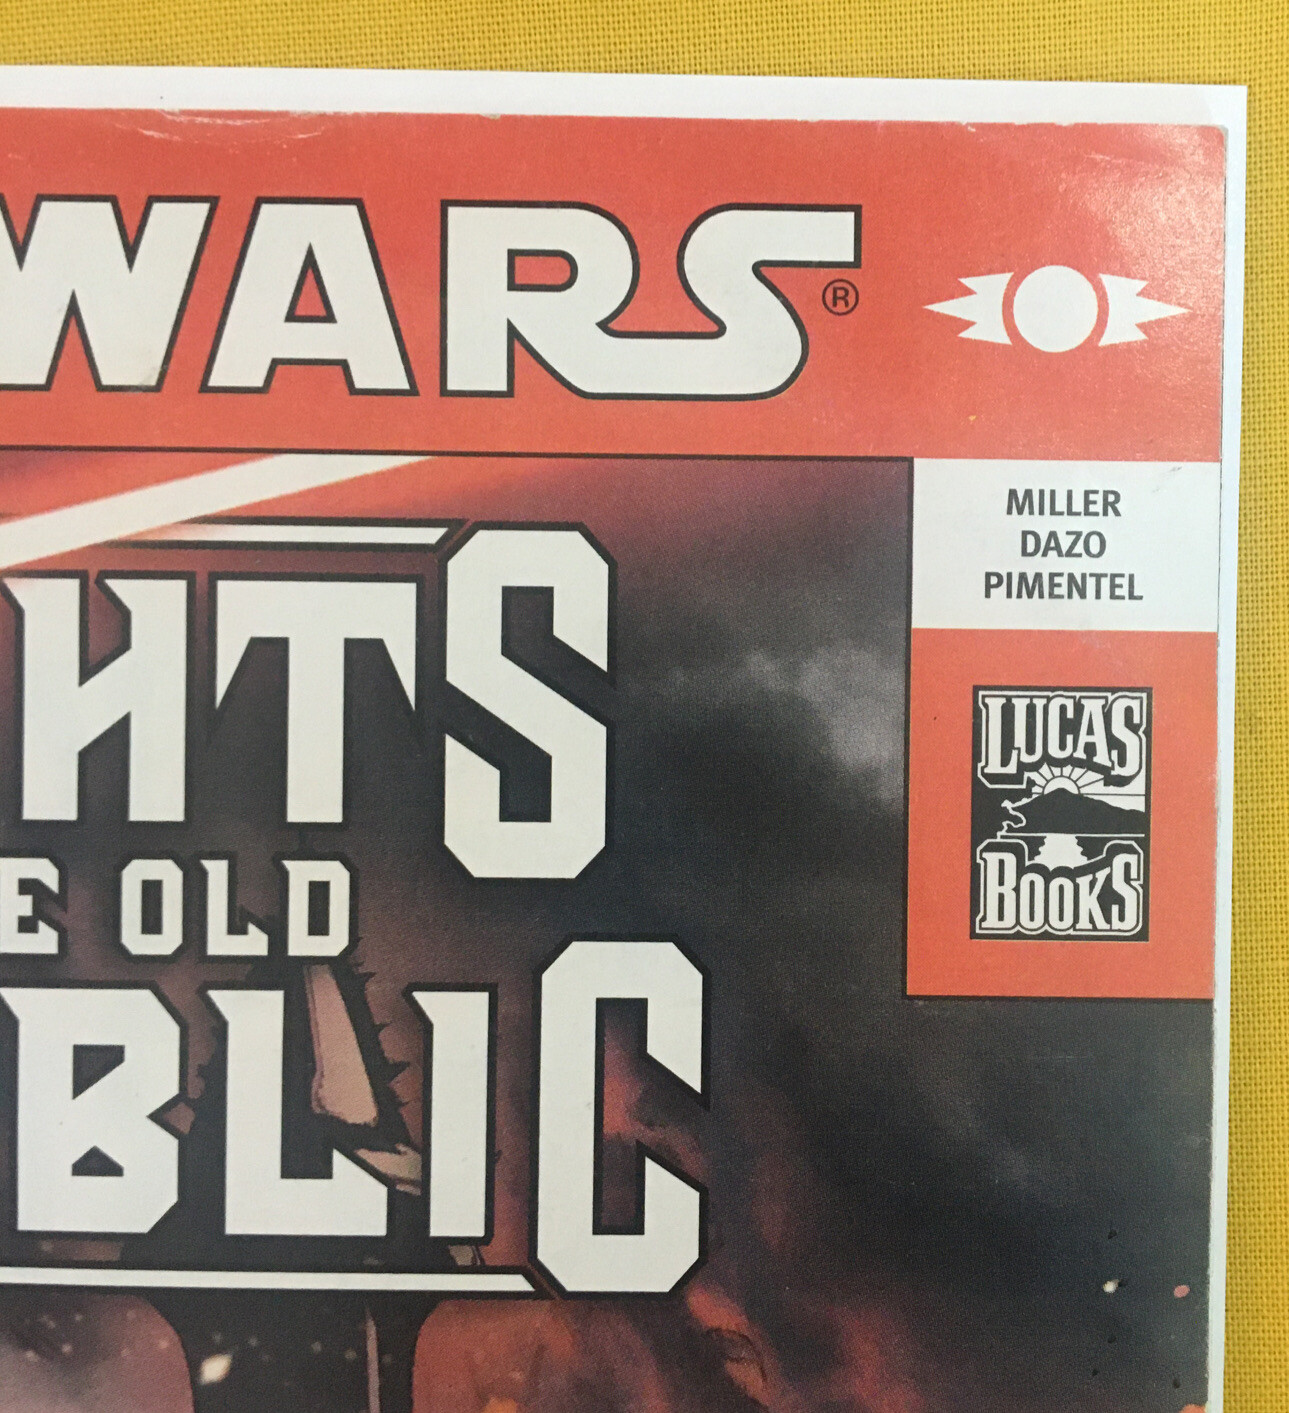 WARS®
HTS
E OLD
BLIC
MILLER
DAZO
PIMENTEL
LUCAS
BOOKS